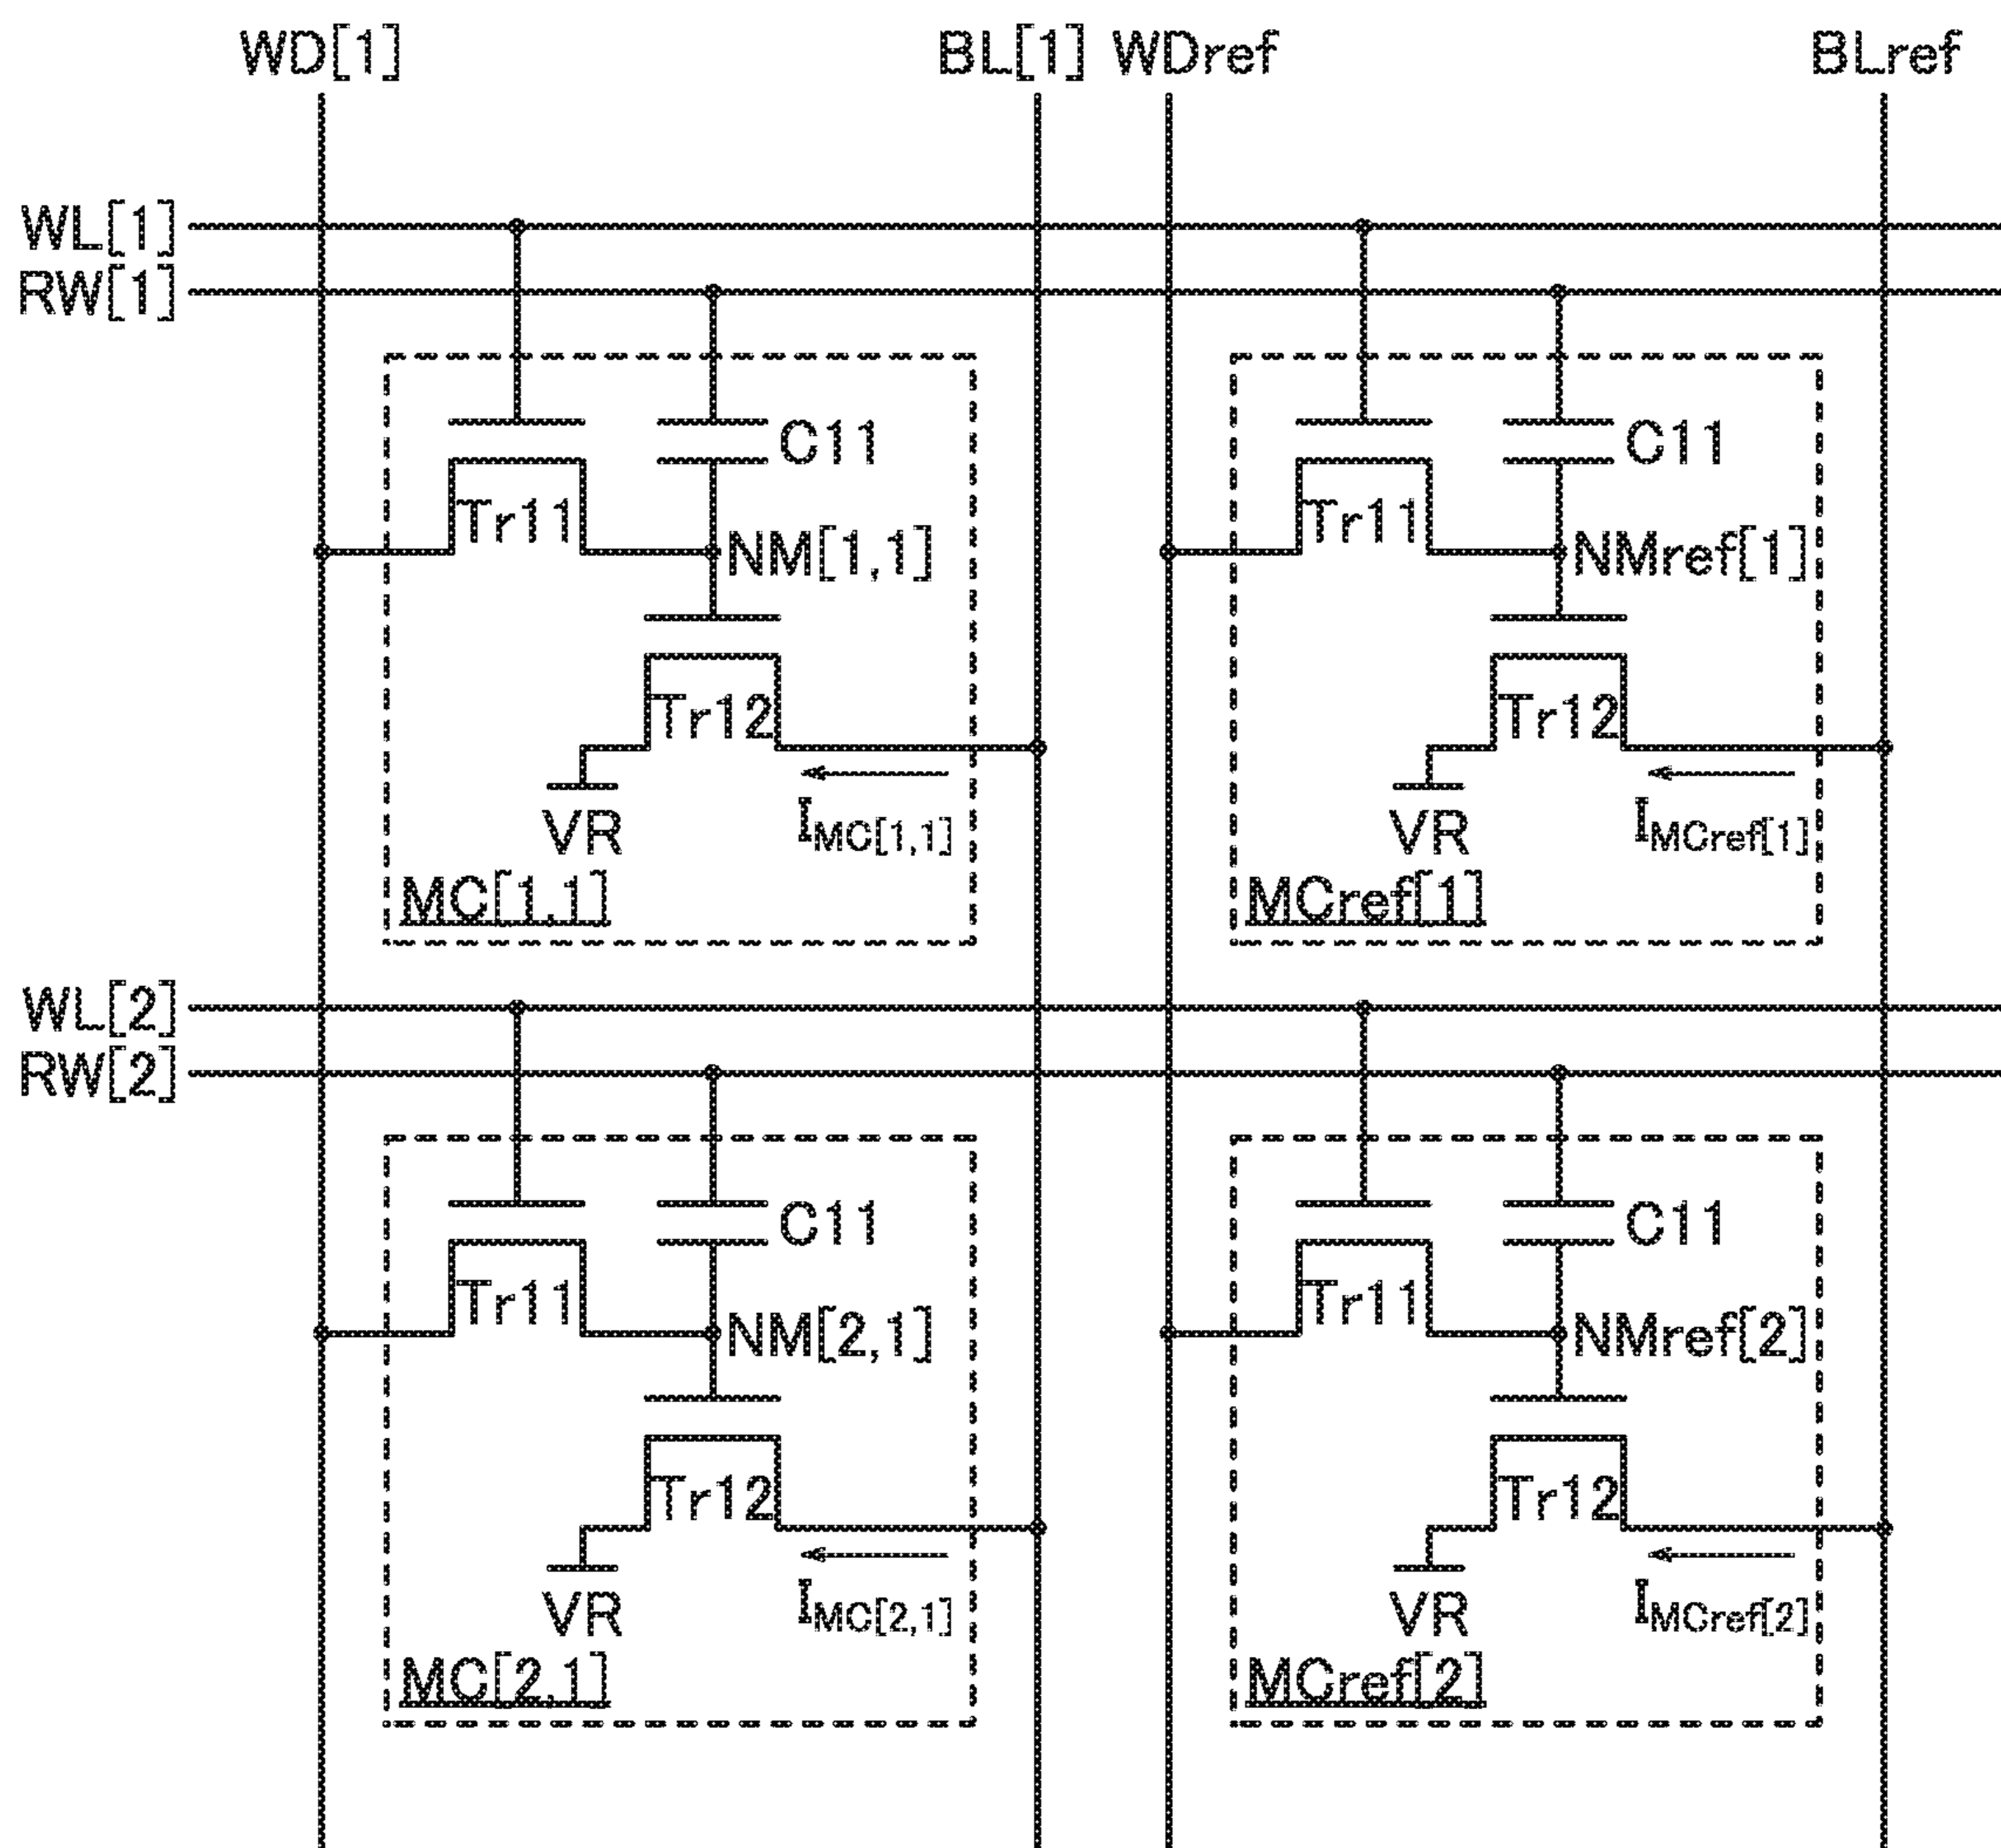 WD[1] BL[1] WDref BLref
WL[1]
RW[1]
C11 C11
Tr11 NM[1,1] Tr11 NMref[1]
Tr12 Tr12
VR IMC[1,1] VR IMCref[1]
MC[1,1] MCref[1]
WL[2]
RW[2]
C11 C11
Tr11 NM[2,1] Tr11 NMref[2]
Tr12 Tr12
VR IMC[2,1] VR IMCref[2]
MC[2,1] MCref[2]